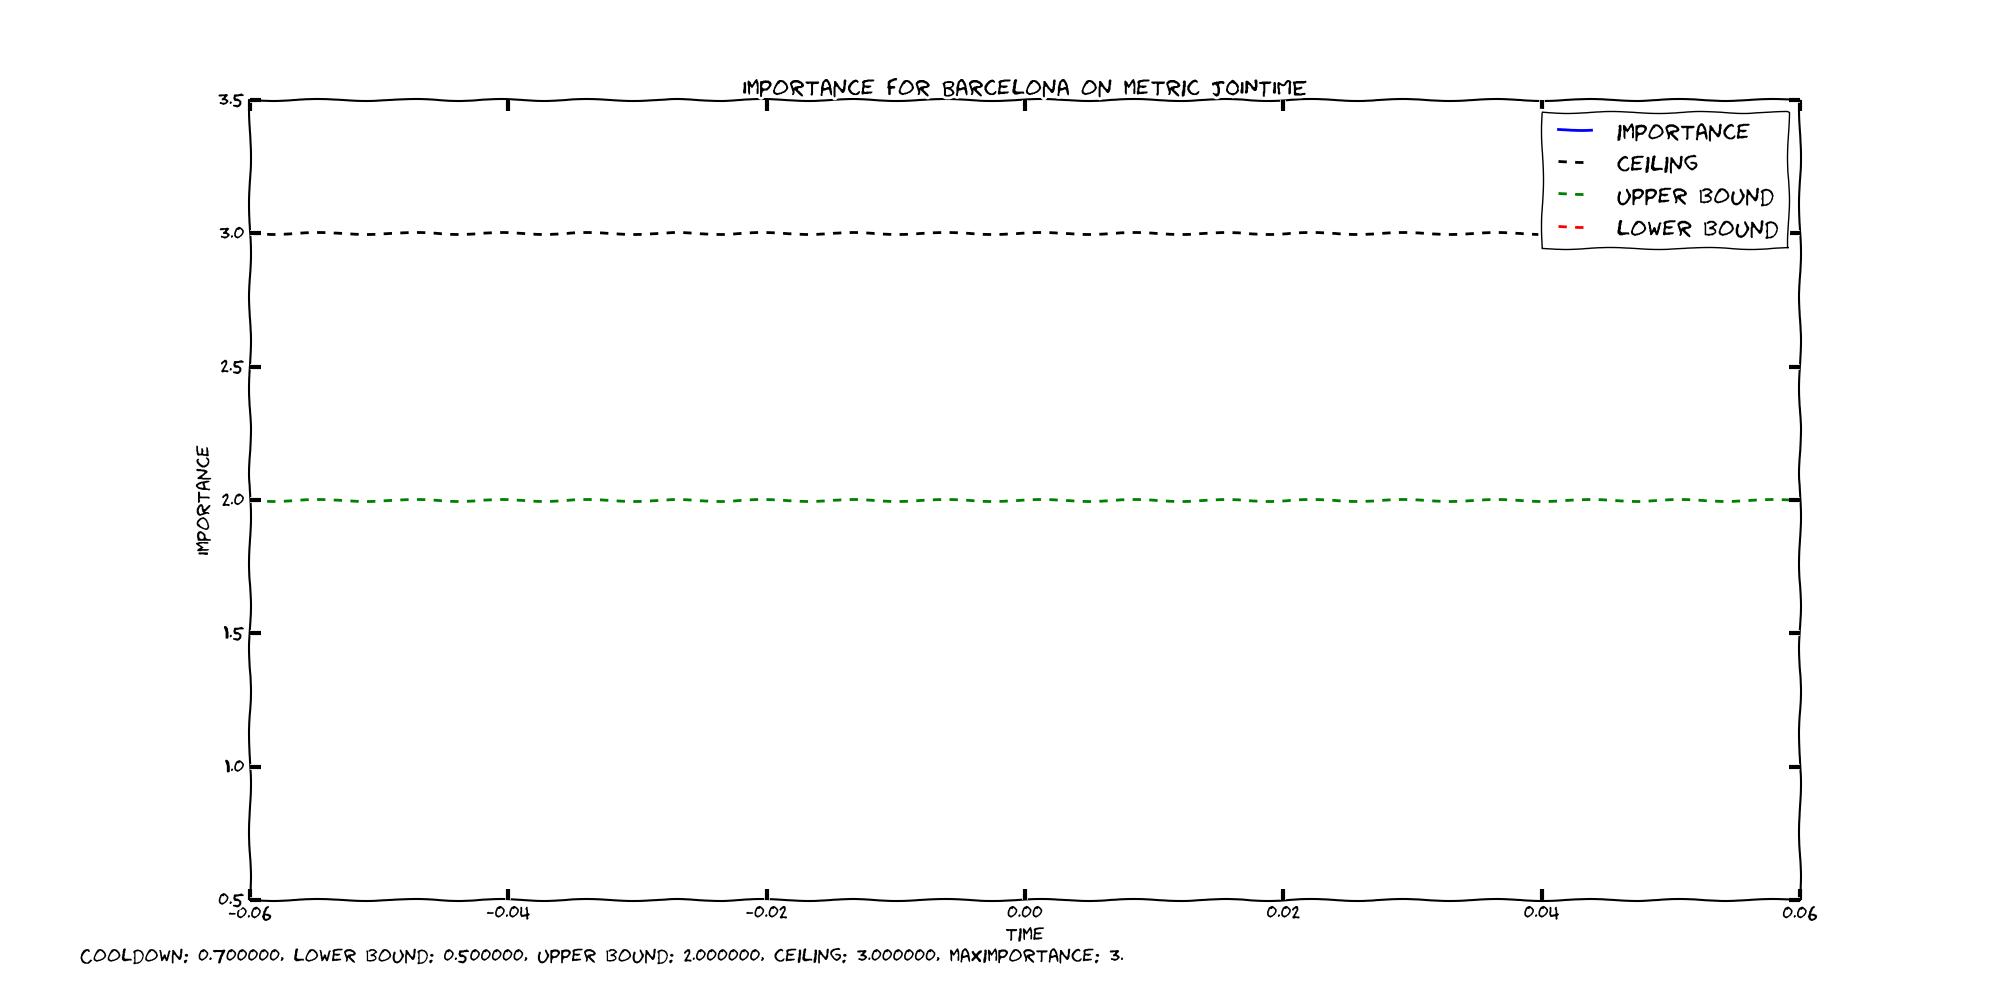 IMPORTANCE FOR BARCELONA ON METRIC JOINTIME
3.5
IMPORTANCE
CEILING
UPPER BOUND
LOWER BOUND
3.0
2.5
2.0
1.5
1.0
0.5
IMPORTANCE
-0.06 -0.04 -0.02 0.00 0.02 0.04 0.06
TIME
COOLDOWN: 0.700000, LOWER BOUND: 0.500000, UPPER BOUND: 2.000000, CEILING: 3.000000, MAXIMPORTANCE: 3.